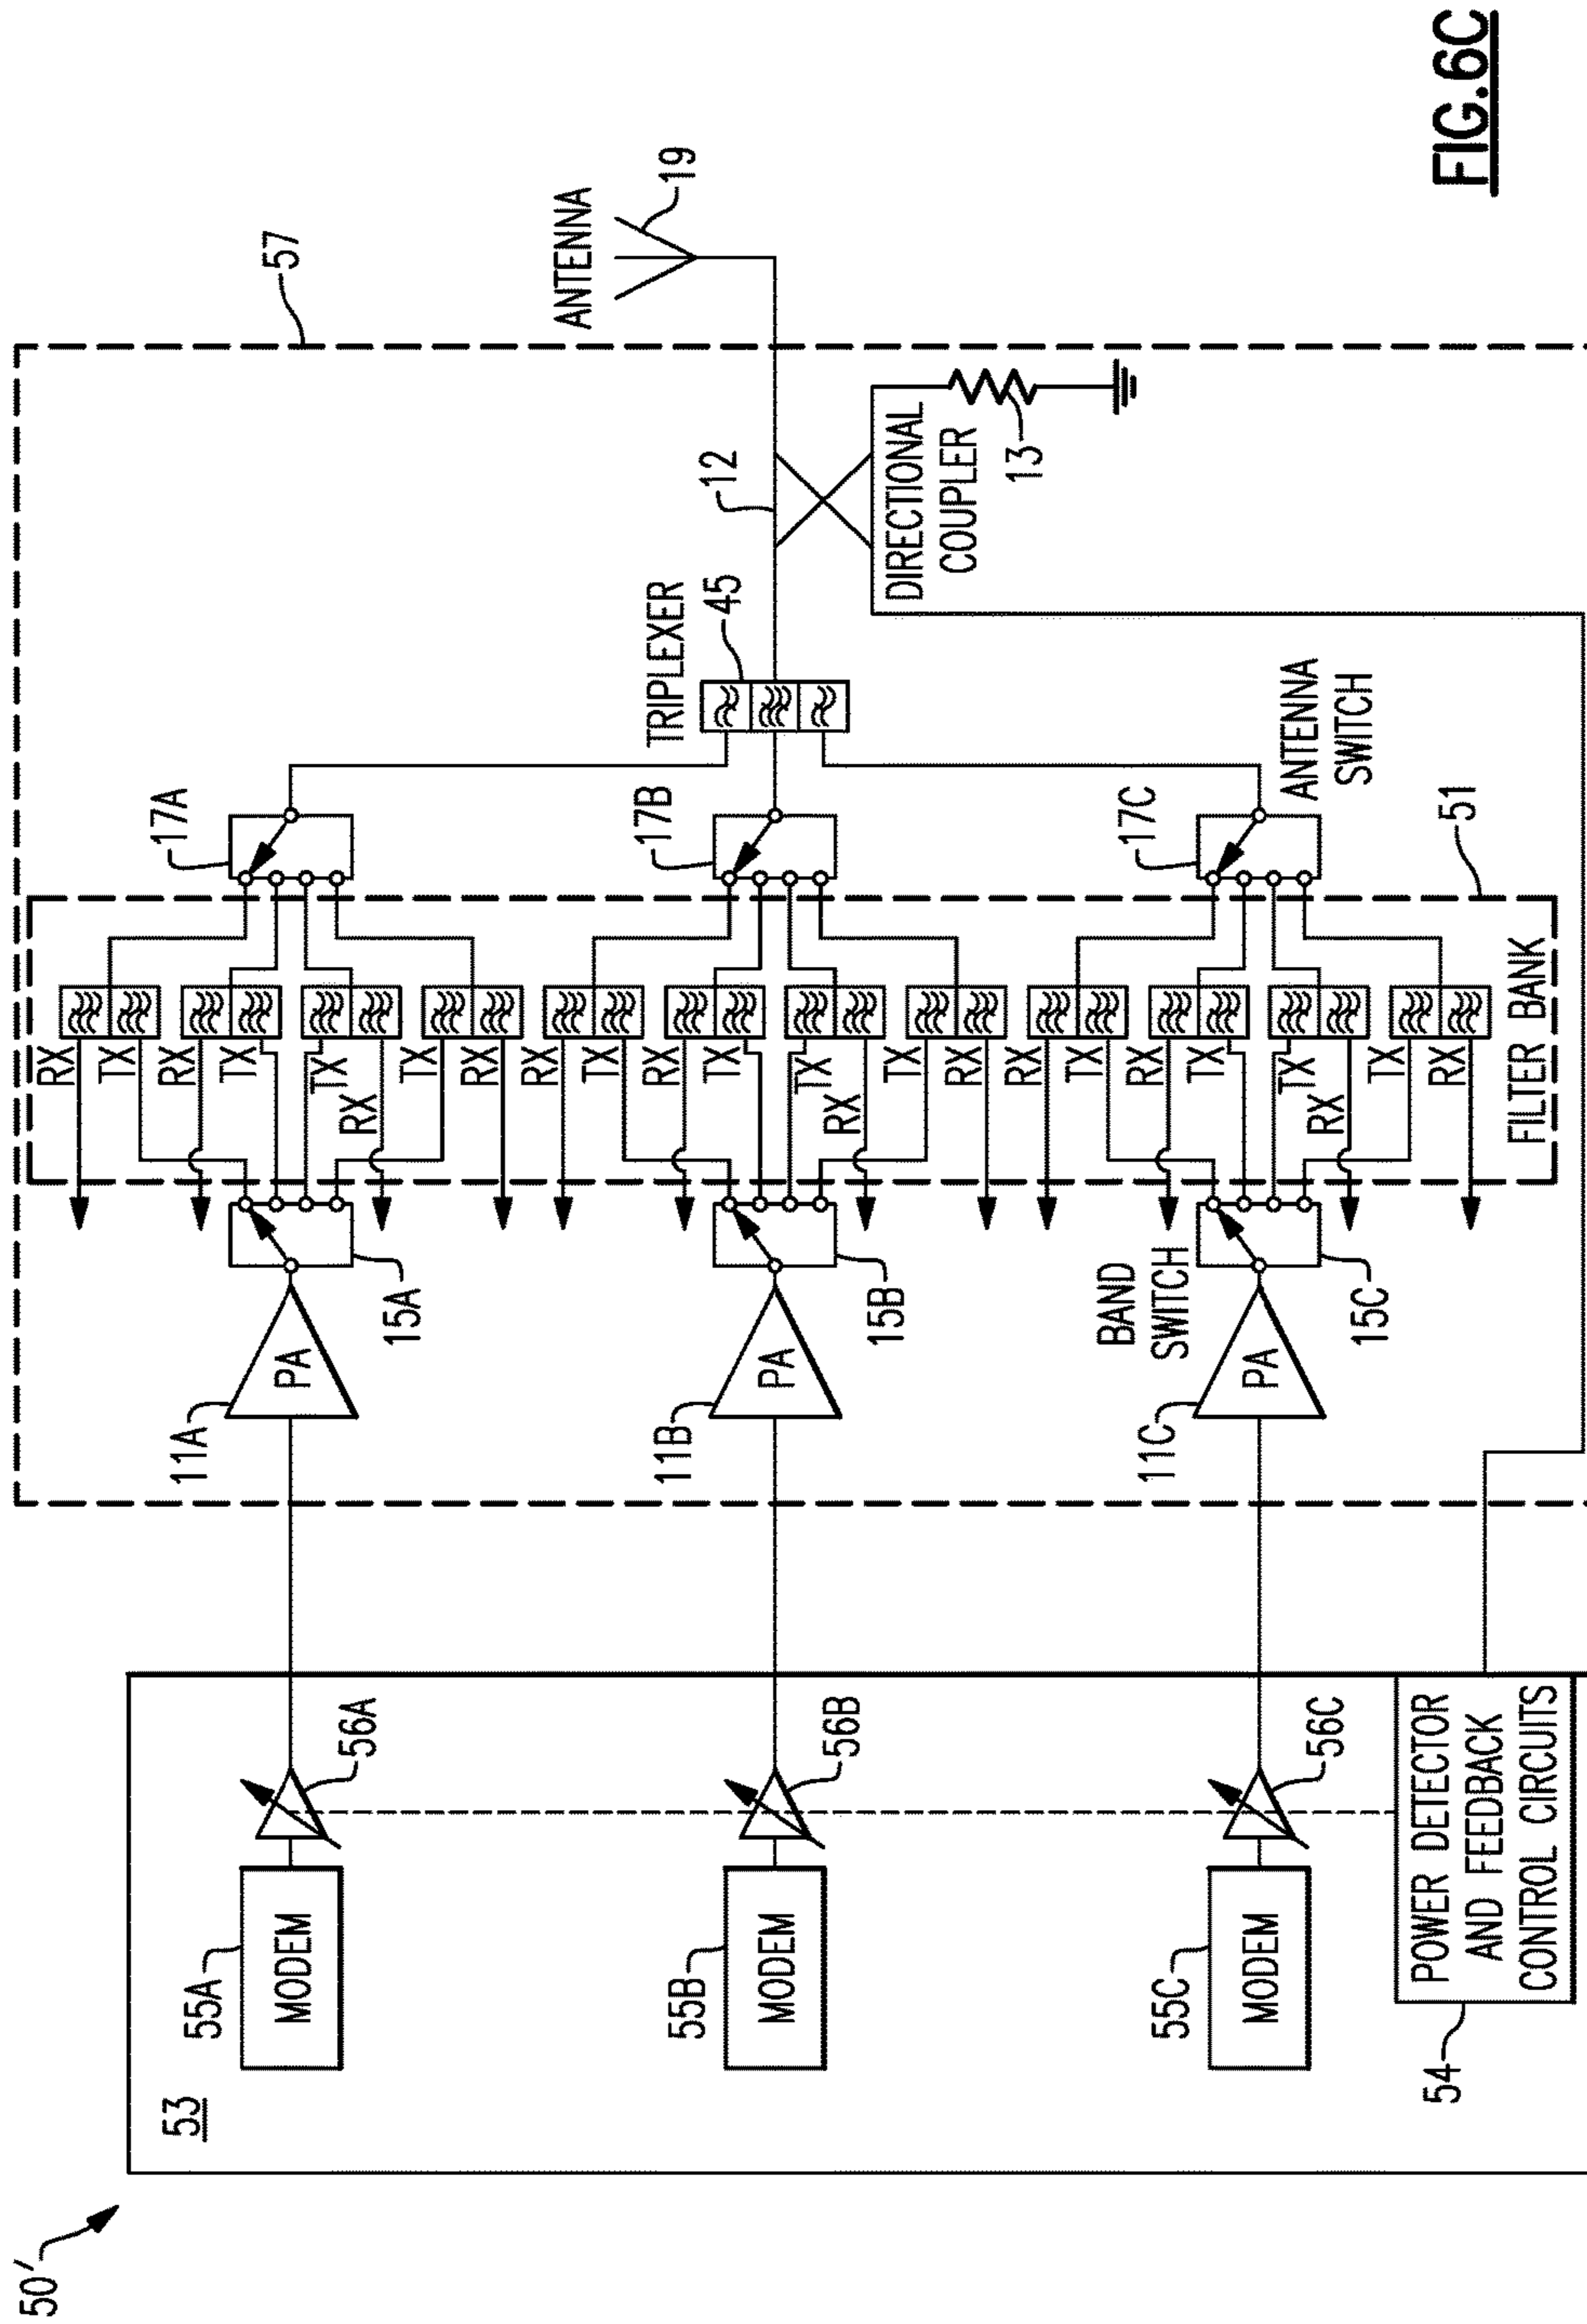 50′
53
55A
MODEM
56A
11A
PA
15A
RX
TX
RX
TX
TX
RX
TX
RX
17A
57
55B
MODEM
56B
11B
PA
15B
RX
TX
RX
TX
TX
RX
TX
RX
17B
TRIPLEXER
45
12
ANTENNA
19
55C
MODEM
56C
11C
PA
BAND
SWITCH
15C
RX
TX
RX
TX
TX
RX
TX
RX
17C
ANTENNA
SWITCH
DIRECTIONAL
COUPLER
13
54
POWER DETECTOR
AND FEEDBACK
CONTROL CIRCUITS
FILTER BANK
51
FIG.6C